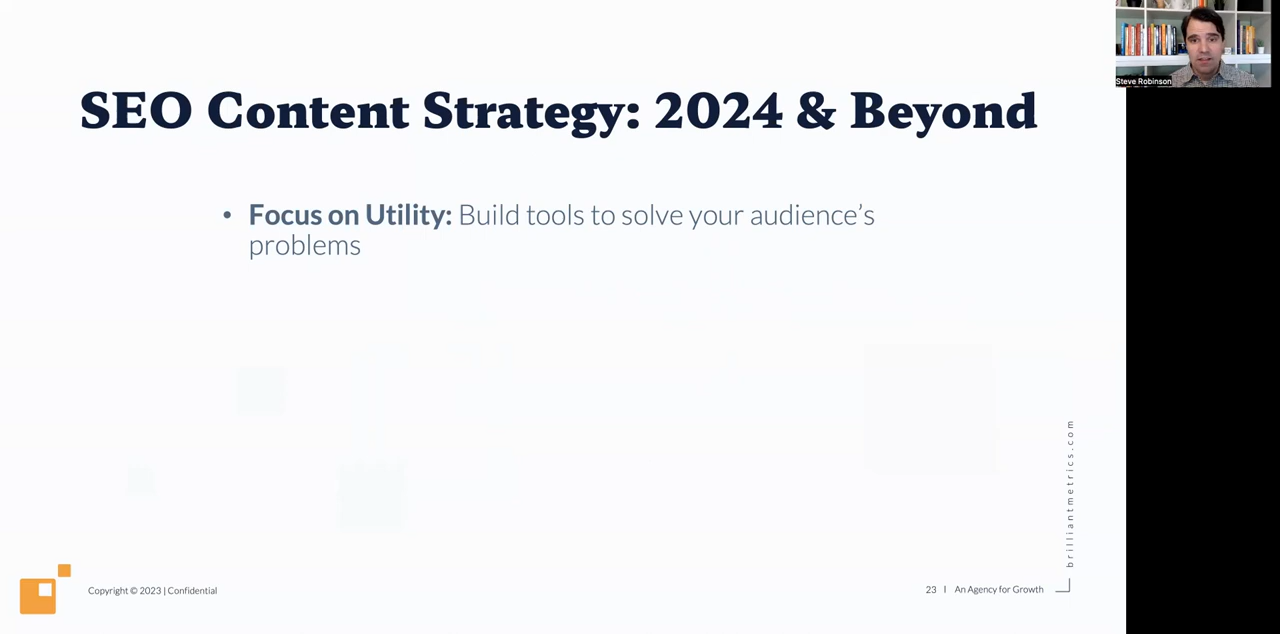 SEO Content Strategy: 2024 & Beyond
• Focus on Utility: Build tools to solve your audience’s
problems
Steve Robinson
brilliantmetrics.com
Copyright © 2023 | Confidential
23 | An Agency for Growth